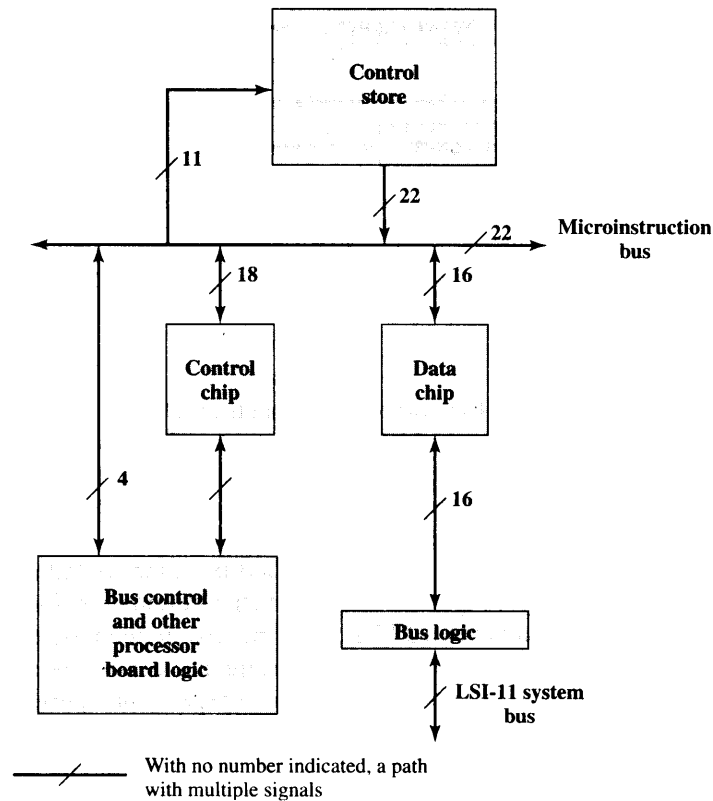 Control
store
11
22
22
Microinstruction
bus
18
16
Control
chip
Data
chip
4
16
Bus control
and other
processor
board logic
Bus logic
LSI-11 system
bus
With no number indicated, a path
with multiple signals